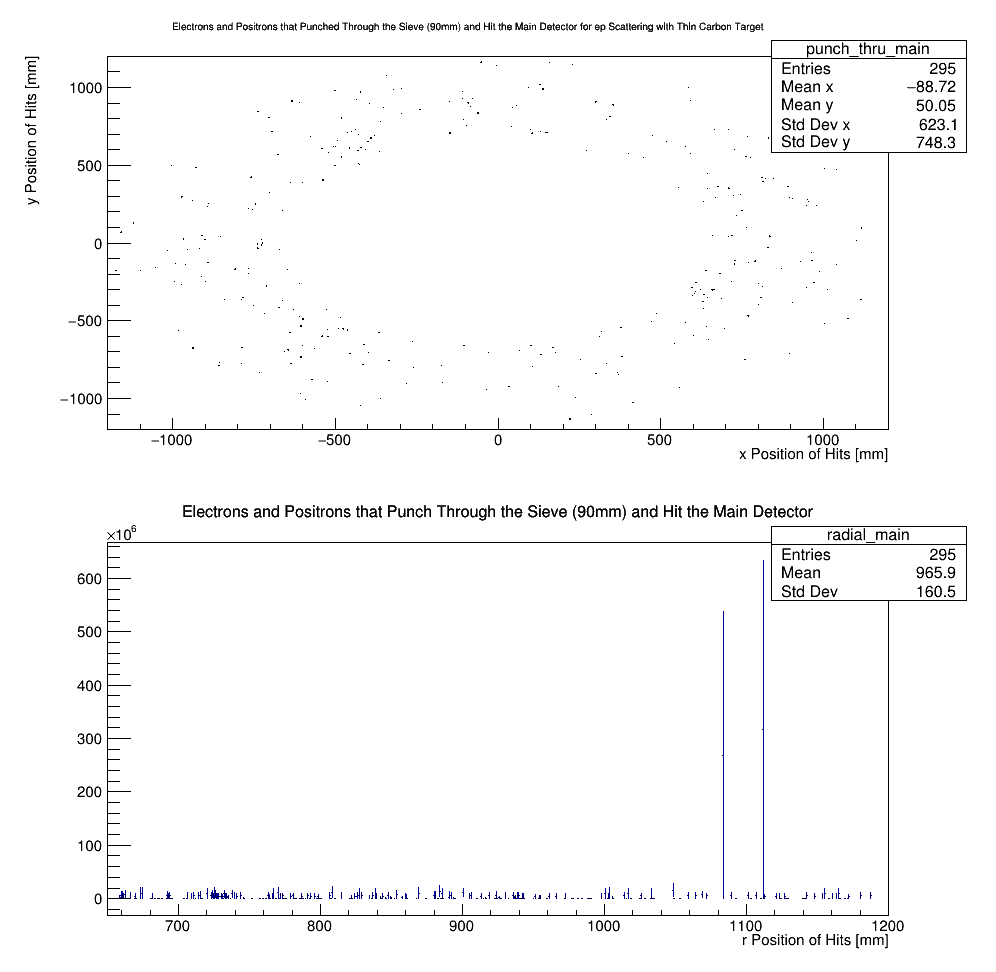 Electrons and Positrons that Punched Through the Sieve (90mm) and Hit the Main Detector for ep Scattering with Thin Carbon Target
punch_thru_main
Entries 295
Mean x −88.72
Mean y 50.05
Std Dev x 623.1
Std Dev y 748.3
y Position of Hits [mm]
1000
500
0
−500
−1000
−1000 −500 0 500 1000
x Position of Hits [mm]
Electrons and Positrons that Punch Through the Sieve (90mm) and Hit the Main Detector
radial_main
Entries 295
Mean 965.9
Std Dev 160.5
×10⁶
600
500
400
300
200
100
0
700 800 900 1000 1100 1200
r Position of Hits [mm]